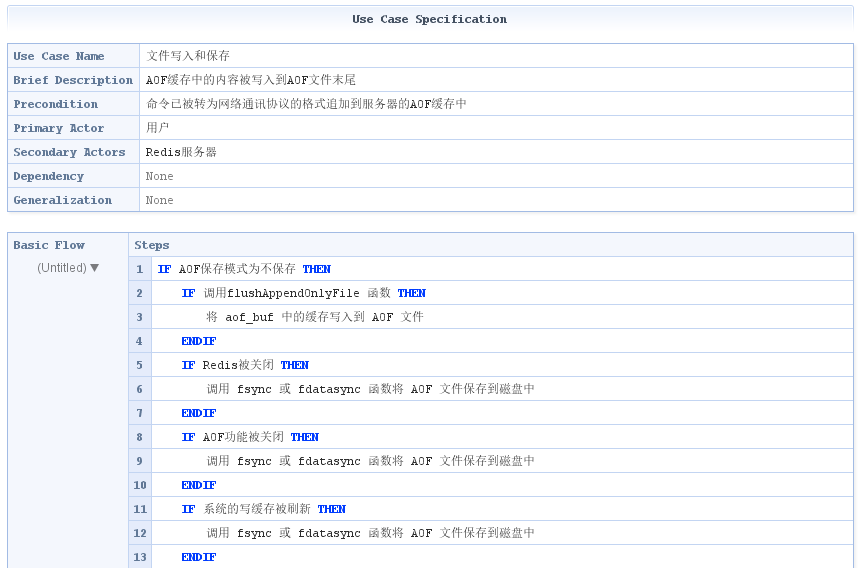 Use Case Specification
Use Case Name 文件写入和保存
Brief Description AOF缓存中的内容被写入到AOF文件末尾
Precondition 命令已被转为网络通讯协议的格式追加到服务器的AOF缓存中
Primary Actor 用户
Secondary Actors Redis服务器
Dependency None
Generalization None
Basic Flow Steps
(Untitled) ▼
1 IF AOF保存模式为不保存 THEN
2 IF 调用flushAppendOnlyFile 函数 THEN
3 将 aof_buf 中的缓存写入到 AOF 文件
4 ENDIF
5 IF Redis被关闭 THEN
6 调用 fsync 或 fdatasync 函数将 AOF 文件保存到磁盘中
7 ENDIF
8 IF AOF功能被关闭 THEN
9 调用 fsync 或 fdatasync 函数将 AOF 文件保存到磁盘中
10 ENDIF
11 IF 系统的写缓存被刷新 THEN
12 调用 fsync 或 fdatasync 函数将 AOF 文件保存到磁盘中
13 ENDIF